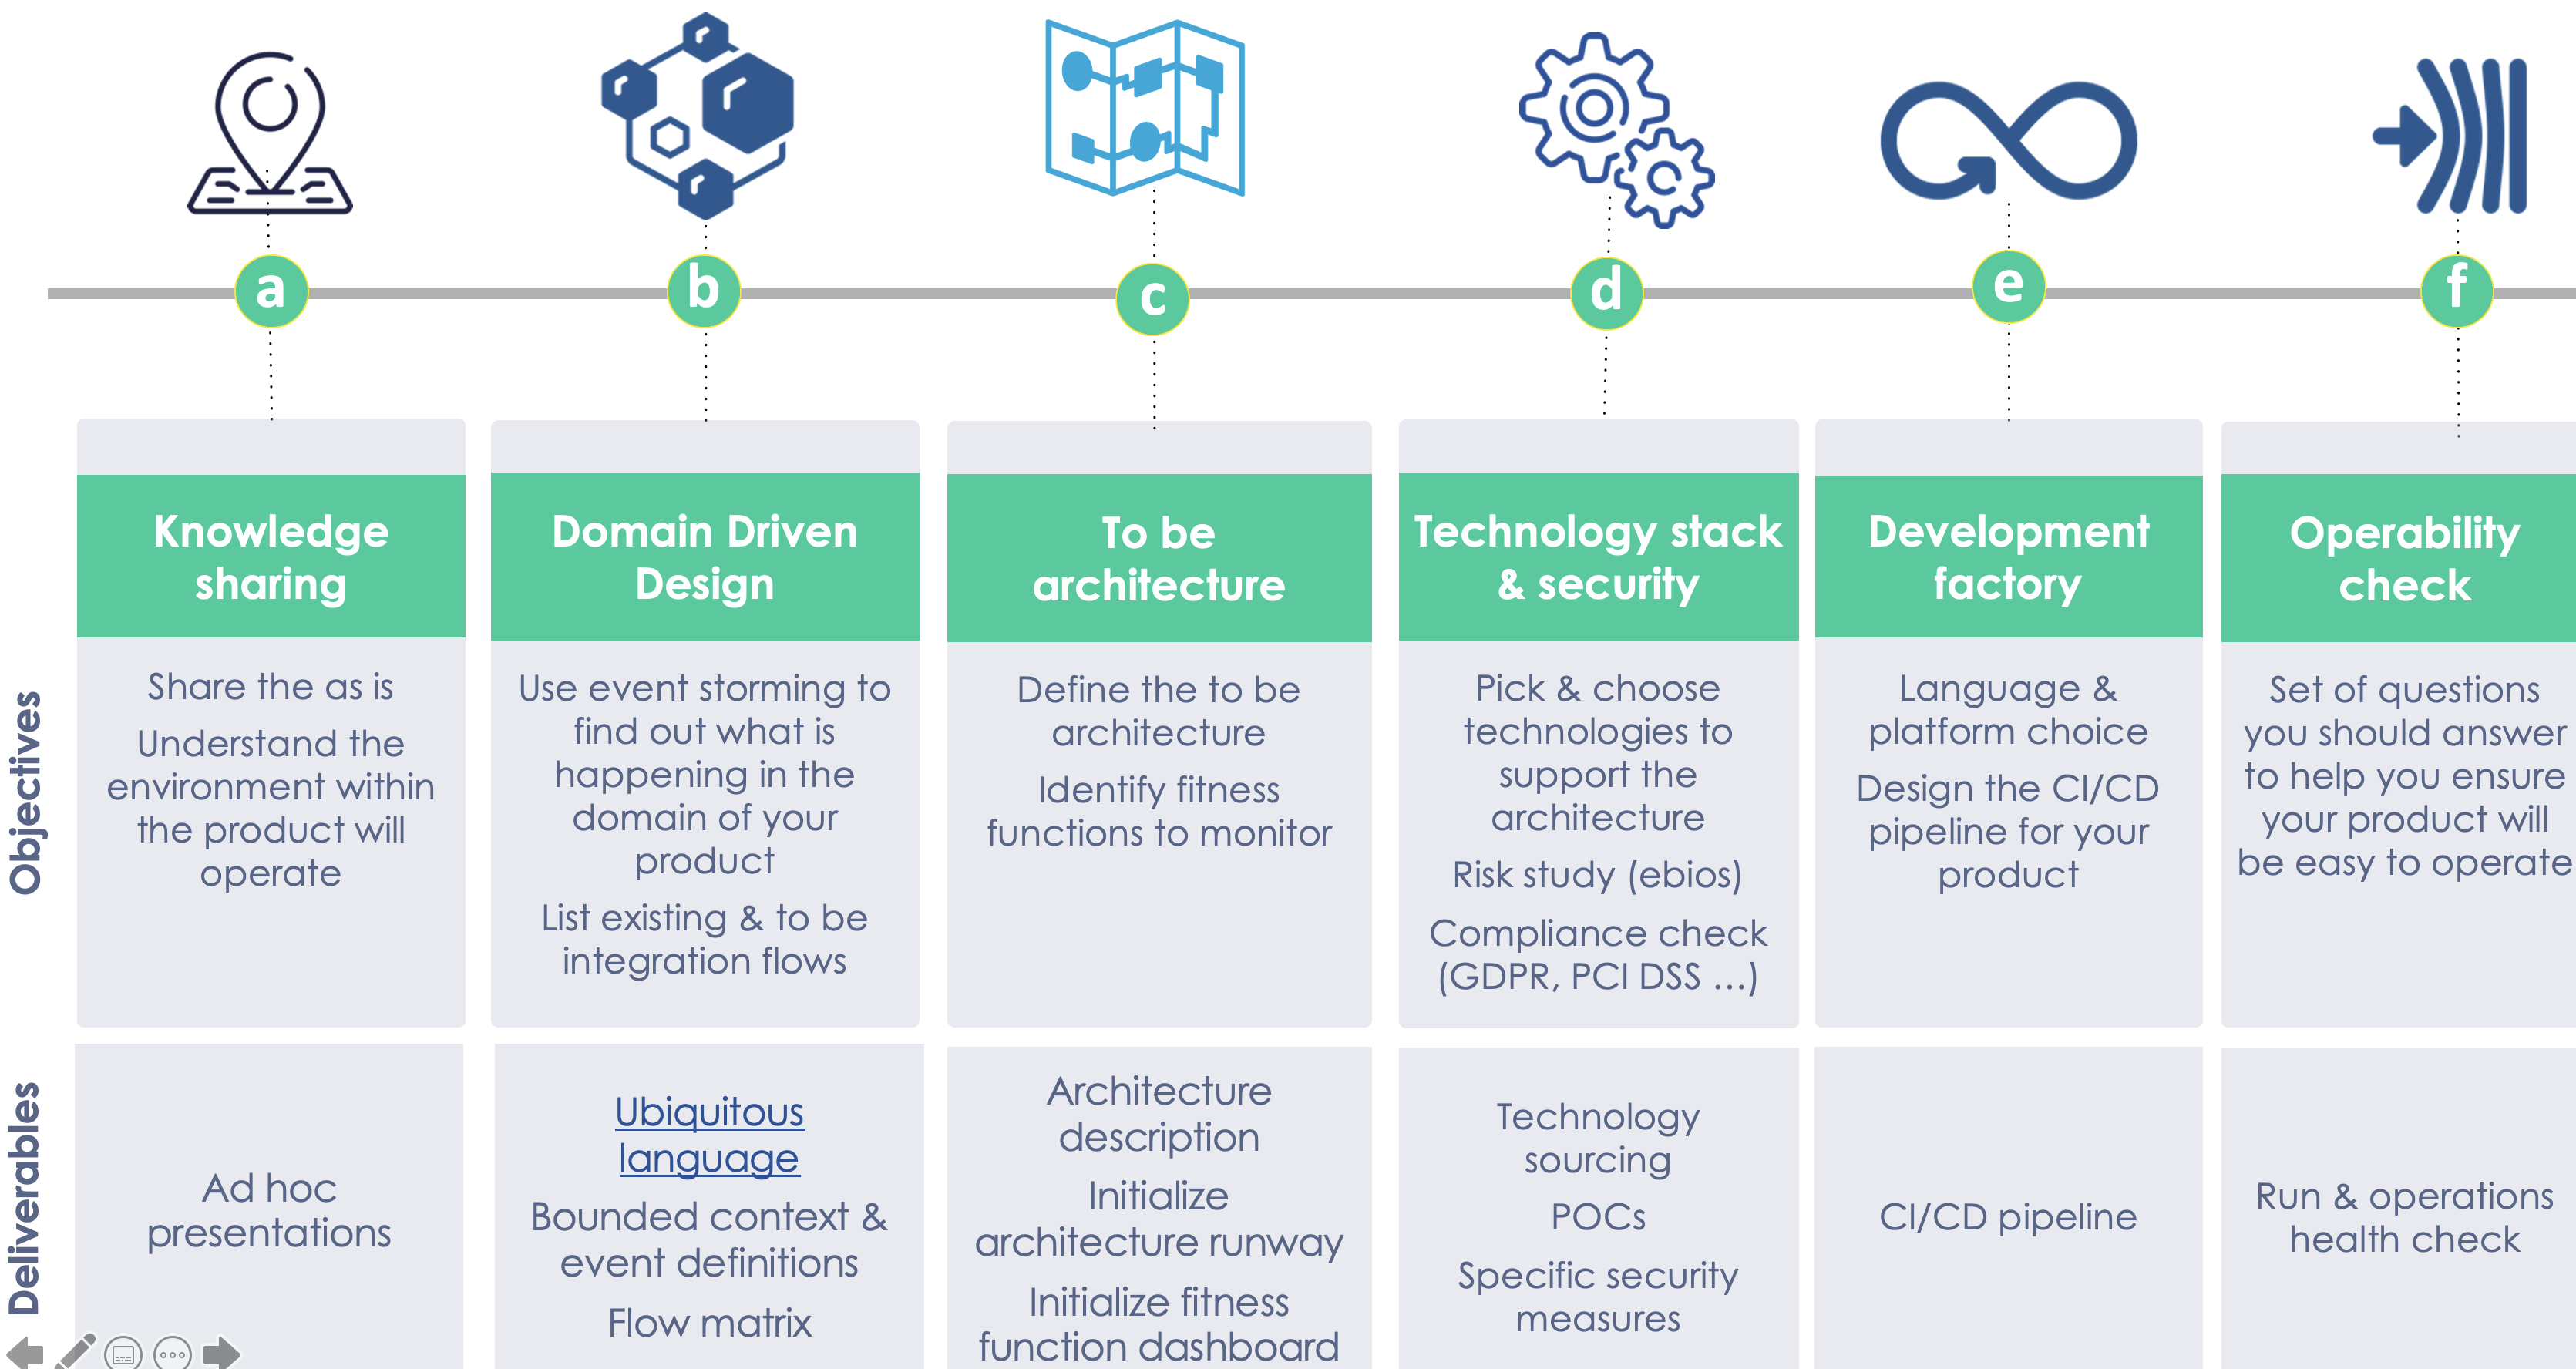 a
b
c
d
e
f
Knowledge
sharing
Domain Driven
Design
To be
architecture
Technology stack
& security
Development
factory
Operability
check
Objectives
Share the as is
Understand the
environment within
the product will
operate
Use event storming to
find out what is
happening in the
domain of your
product
List existing & to be
integration flows
Define the to be
architecture
Identify fitness
functions to monitor
Pick & choose
technologies to
support the
architecture
Risk study (ebios)
Compliance check
(GDPR, PCI DSS …)
Language &
platform choice
Design the CI/CD
pipeline for your
product
Set of questions
you should answer
to help you ensure
your product will
be easy to operate
Deliverables
Ad hoc
presentations
Ubiquitous
language
Bounded context &
event definitions
Flow matrix
Architecture
description
Initialize
architecture runway
Initialize fitness
function dashboard
Technology
sourcing
POCs
Specific security
measures
CI/CD pipeline
Run & operations
health check